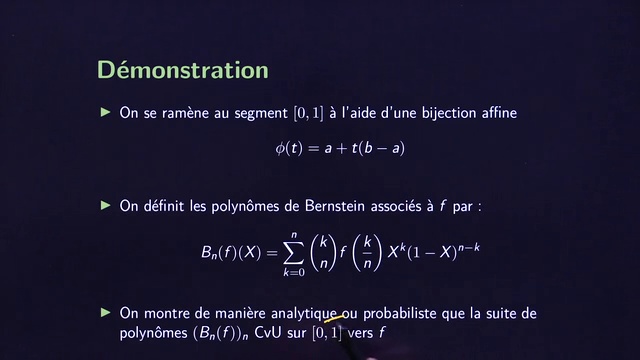 Démonstration
▶ On se ramène au segment [0, 1] à l'aide d'une bijection affine
ϕ(t) = a + t(b − a)
▶ On définit les polynômes de Bernstein associés à f par :
B_n(f)(X) = \sum_{k=0}^{n} \binom{k}{n} f\left(\frac{k}{n}\right) X^k (1 − X)^{n−k}
▶ On montre de manière analytique ou probabiliste que la suite de
polynômes (B_n(f))_n CvU sur [0, 1] vers f